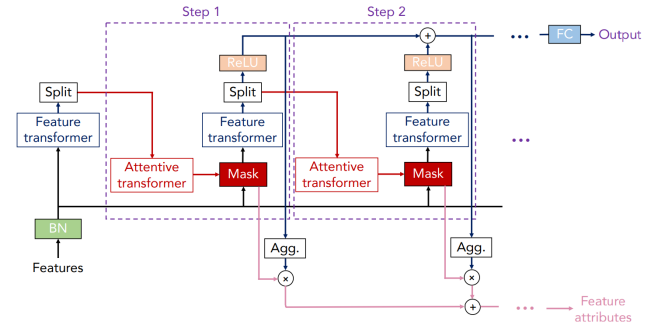 Step 1
Step 2
ReLU
+
ReLU
...
FC
Output
Split
Split
Split
Feature
transformer
Feature
transformer
Feature
transformer
...
Attentive
transformer
Mask
Attentive
transformer
Mask
BN
Features
Agg.
Agg.
×
×
+
...
Feature
attributes